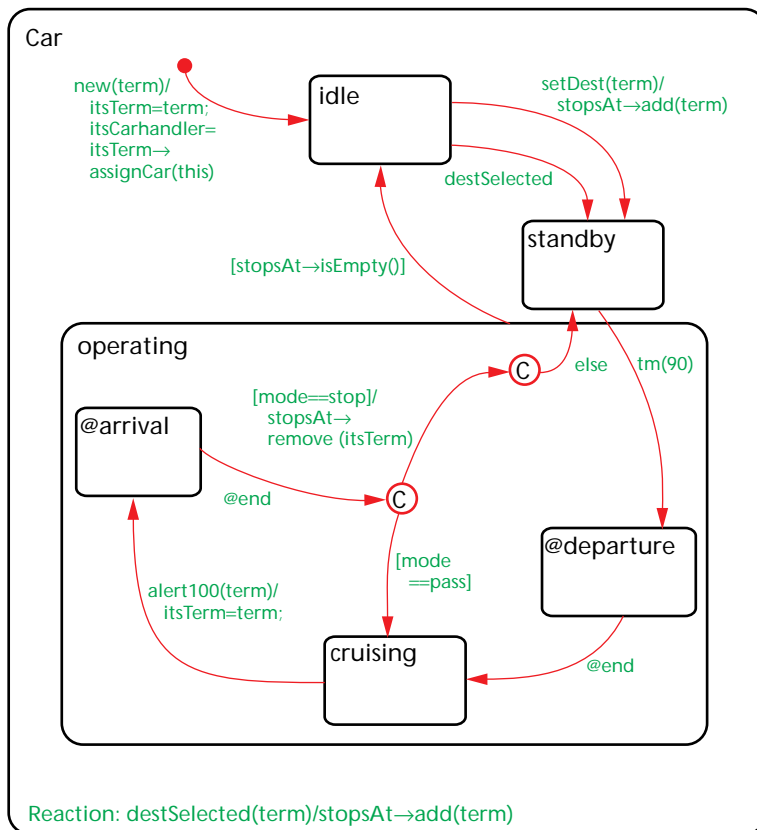 Car
new(term)/
itsTerm=term;
itsCarhandler=
itsTerm→
assignCar(this)
idle
setDest(term)/
stopsAt→add(term)
destSelected
standby
[stopsAt→isEmpty()]
operating
C
else
tm(90)
[mode==stop]/
stopsAt→
remove (itsTerm)
@arrival
@end
C
@departure
[mode
==pass]
alert100(term)/
itsTerm=term;
cruising
@end
Reaction: destSelected(term)/stopsAt→add(term)